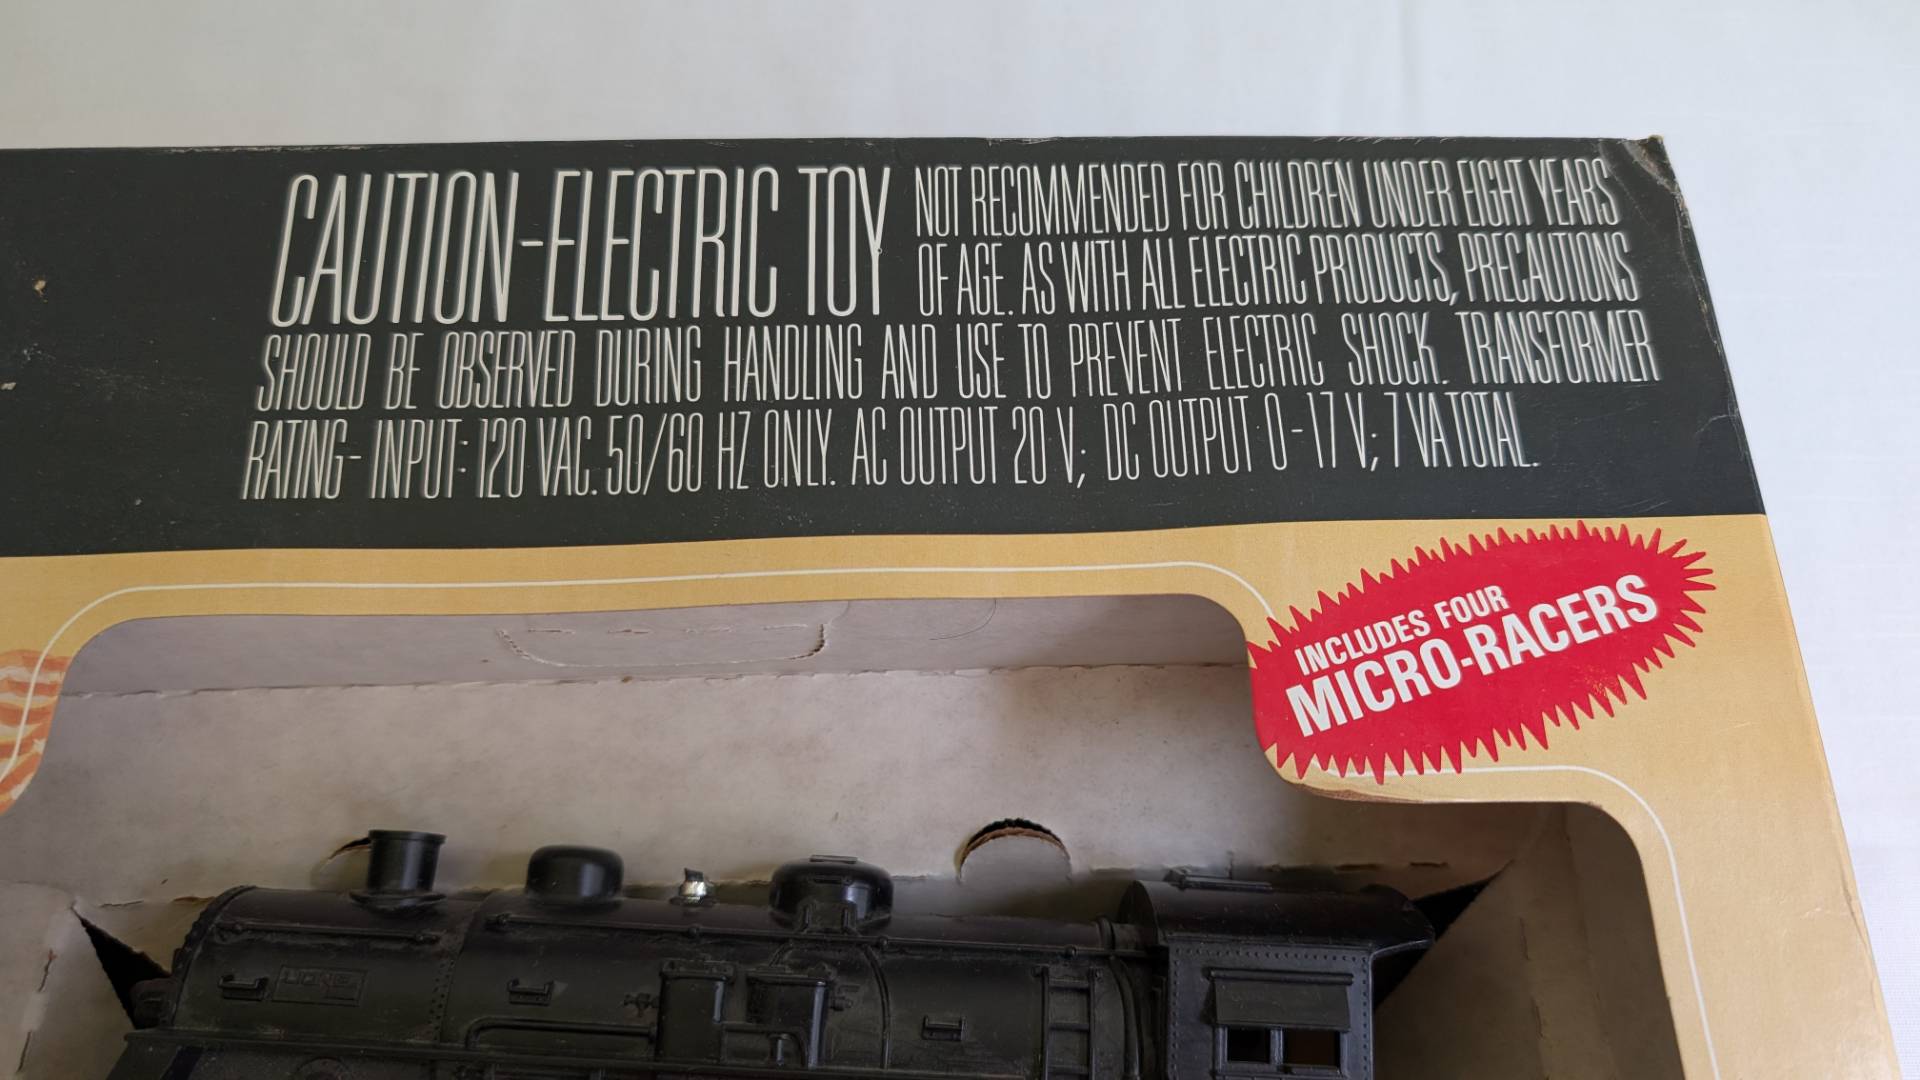 CAUTION-ELECTRIC TOY NOT RECOMMENDED FOR CHILDREN UNDER EIGHT YEARS
OF AGE. AS WITH ALL ELECTRIC PRODUCTS, PRECAUTIONS
SHOULD BE OBSERVED DURING HANDLING AND USE TO PREVENT ELECTRIC SHOCK. TRANSFORMER
RATING- INPUT: 120 VAC. 50/60 HZ ONLY. AC OUTPUT 20 V; DC OUTPUT 0-17 V; 7 VA TOTAL.
INCLUDES FOUR
MICRO-RACERS
LIONEL